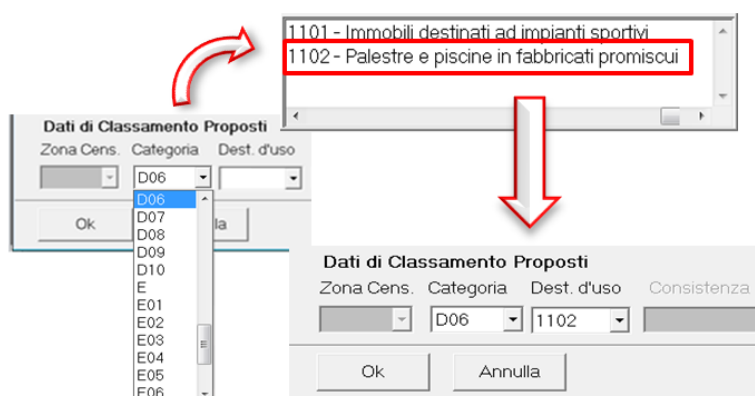 1101 - Immobili destinati ad impianti sportivi
1102 - Palestre e piscine in fabbricati promiscui
Dati di Classamento Proposti
Zona Cens. Categoria Dest. d'uso
D06
Ok
la
D06
D07
D08
D09
D10
E
E01
E02
E03
E04
E05
E06
Dati di Classamento Proposti
Zona Cens. Categoria Dest. d'uso Consistenza
D06 1102
Ok Annulla